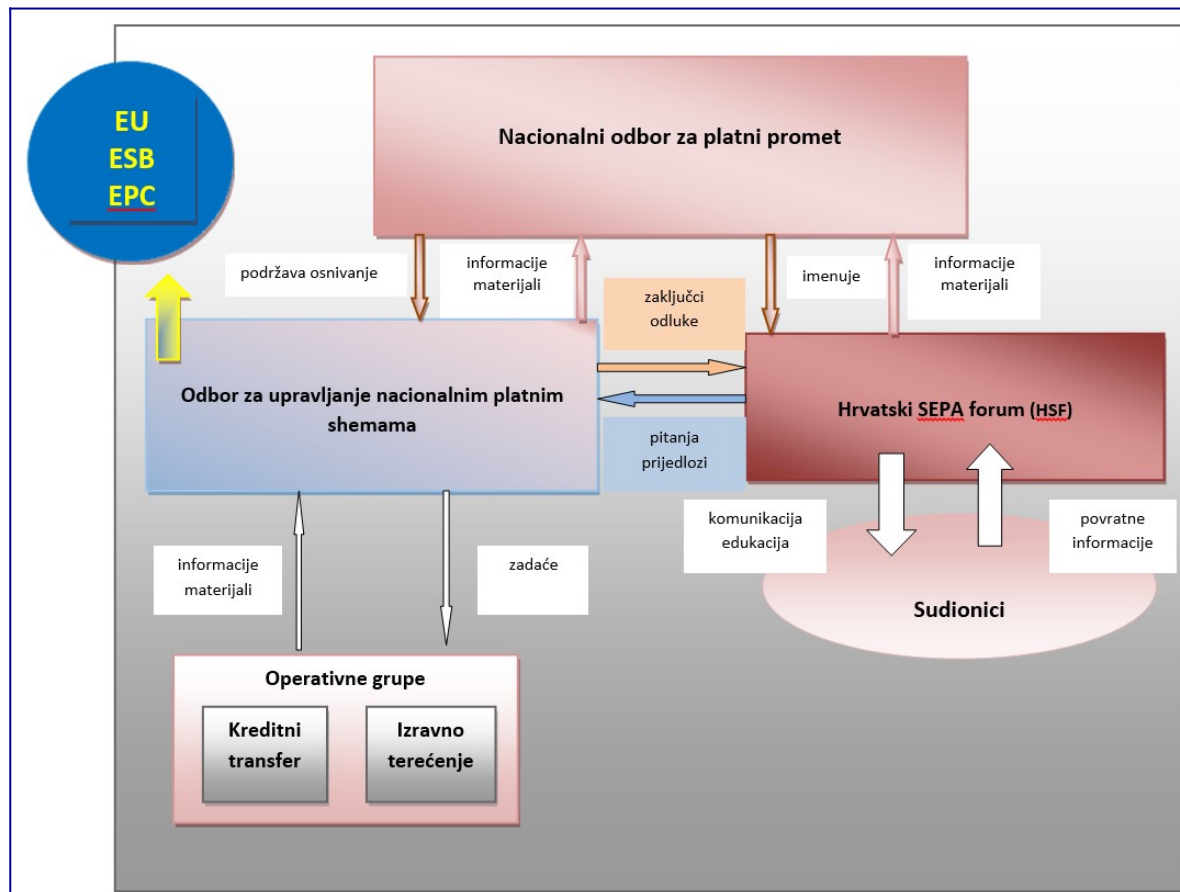 EU
ESB
EPC
Nacionalni odbor za platni promet
podržava osnivanje
informacije
materijali
zaključci
odluke
imenuje
informacije
materijali
Odbor za upravljanje nacionalnim platnim
shemama
Hrvatski SEPA forum (HSF)
pitanja
prijedlozi
komunikacija
edukacija
povratne
informacije
informacije
materijali
zadaće
Sudionici
Operativne grupe
Kreditni
transfer
Izravno
terećenje